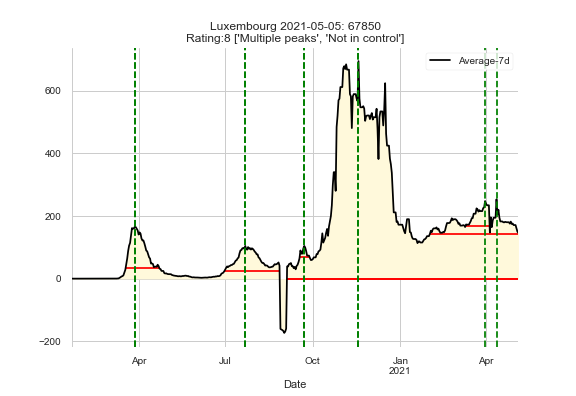 Luxembourg 2021-05-05: 67850
Rating:8 ['Multiple peaks', 'Not in control']
Average-7d
600
400
200
0
−200
Apr
Jul
Oct
Jan
2021
Apr
Date